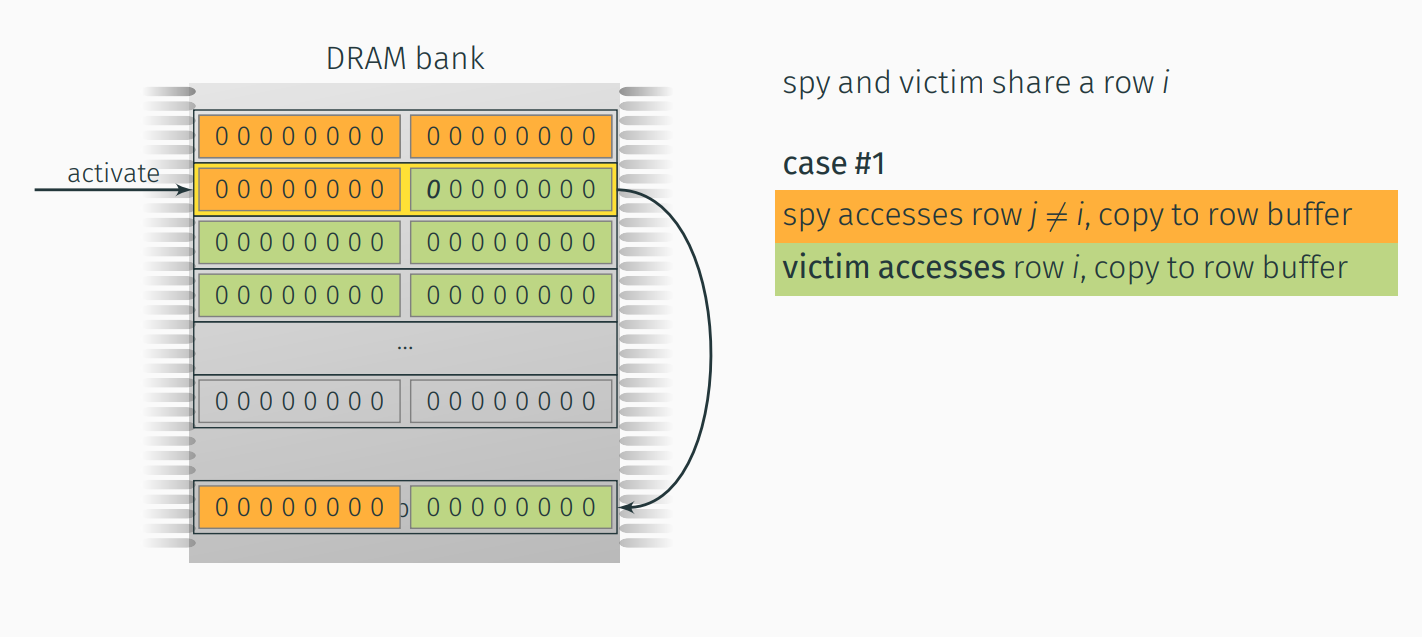 DRAM bank
spy and victim share a row i
case #1
activate
0 0 0 0 0 0 0 0 0 0 0 0 0 0 0 0
0 0 0 0 0 0 0 0 0 0 0 0 0 0 0 0
0 0 0 0 0 0 0 0 0 0 0 0 0 0 0 0
0 0 0 0 0 0 0 0 0 0 0 0 0 0 0 0
...
0 0 0 0 0 0 0 0 0 0 0 0 0 0 0 0
0 0 0 0 0 0 0 0 0 0 0 0 0 0 0 0
spy accesses row j ≠ i, copy to row buffer
victim accesses row i, copy to row buffer